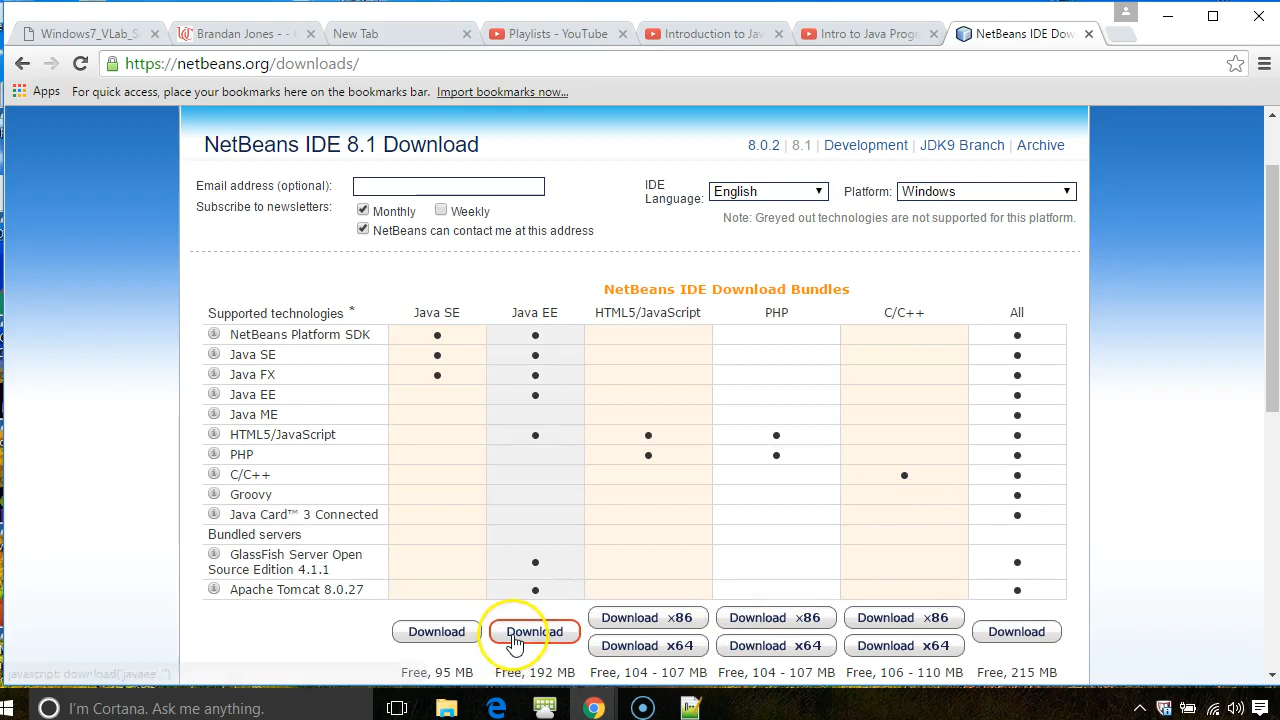 Windows7_VLab_Se
Brandan Jones - - U
New Tab
Playlists - YouTube
Introduction to Jav
Intro to Java Progr
NetBeans IDE Dow
https://netbeans.org/downloads/
Apps For quick access, place your bookmarks here on the bookmarks bar. Import bookmarks now...
NetBeans IDE 8.1 Download
8.0.2 | 8.1 | Development | JDK9 Branch | Archive
Email address (optional):
IDE Language: English
Platform: Windows
Subscribe to newsletters: Monthly Weekly
NetBeans can contact me at this address
Note: Greyed out technologies are not supported for this platform.
NetBeans IDE Download Bundles
Supported technologies * Java SE Java EE HTML5/JavaScript PHP C/C++ All
NetBeans Platform SDK
Java SE
Java FX
Java EE
Java ME
HTML5/JavaScript
PHP
C/C++
Groovy
Java Card™ 3 Connected
Bundled servers
GlassFish Server Open
Source Edition 4.1.1
Apache Tomcat 8.0.27
Download Download Download x86 Download x86 Download x86 Download
Download x64 Download x64 Download x64
Free, 95 MB Free, 192 MB Free, 104 - 107 MB Free, 104 - 107 MB Free, 106 - 110 MB Free, 215 MB
javascript: download('javaee','')
I'm Cortana. Ask me anything.